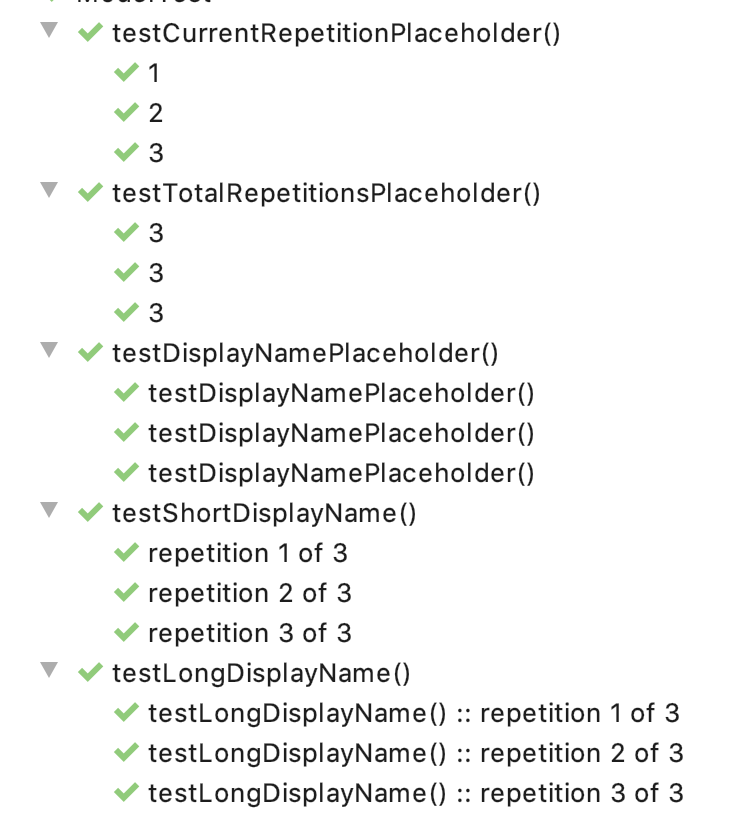 testCurrentRepetitionPlaceholder()
1
2
3
testTotalRepetitionsPlaceholder()
3
3
3
testDisplayNamePlaceholder()
testDisplayNamePlaceholder()
testDisplayNamePlaceholder()
testDisplayNamePlaceholder()
testShortDisplayName()
repetition 1 of 3
repetition 2 of 3
repetition 3 of 3
testLongDisplayName()
testLongDisplayName() :: repetition 1 of 3
testLongDisplayName() :: repetition 2 of 3
testLongDisplayName() :: repetition 3 of 3